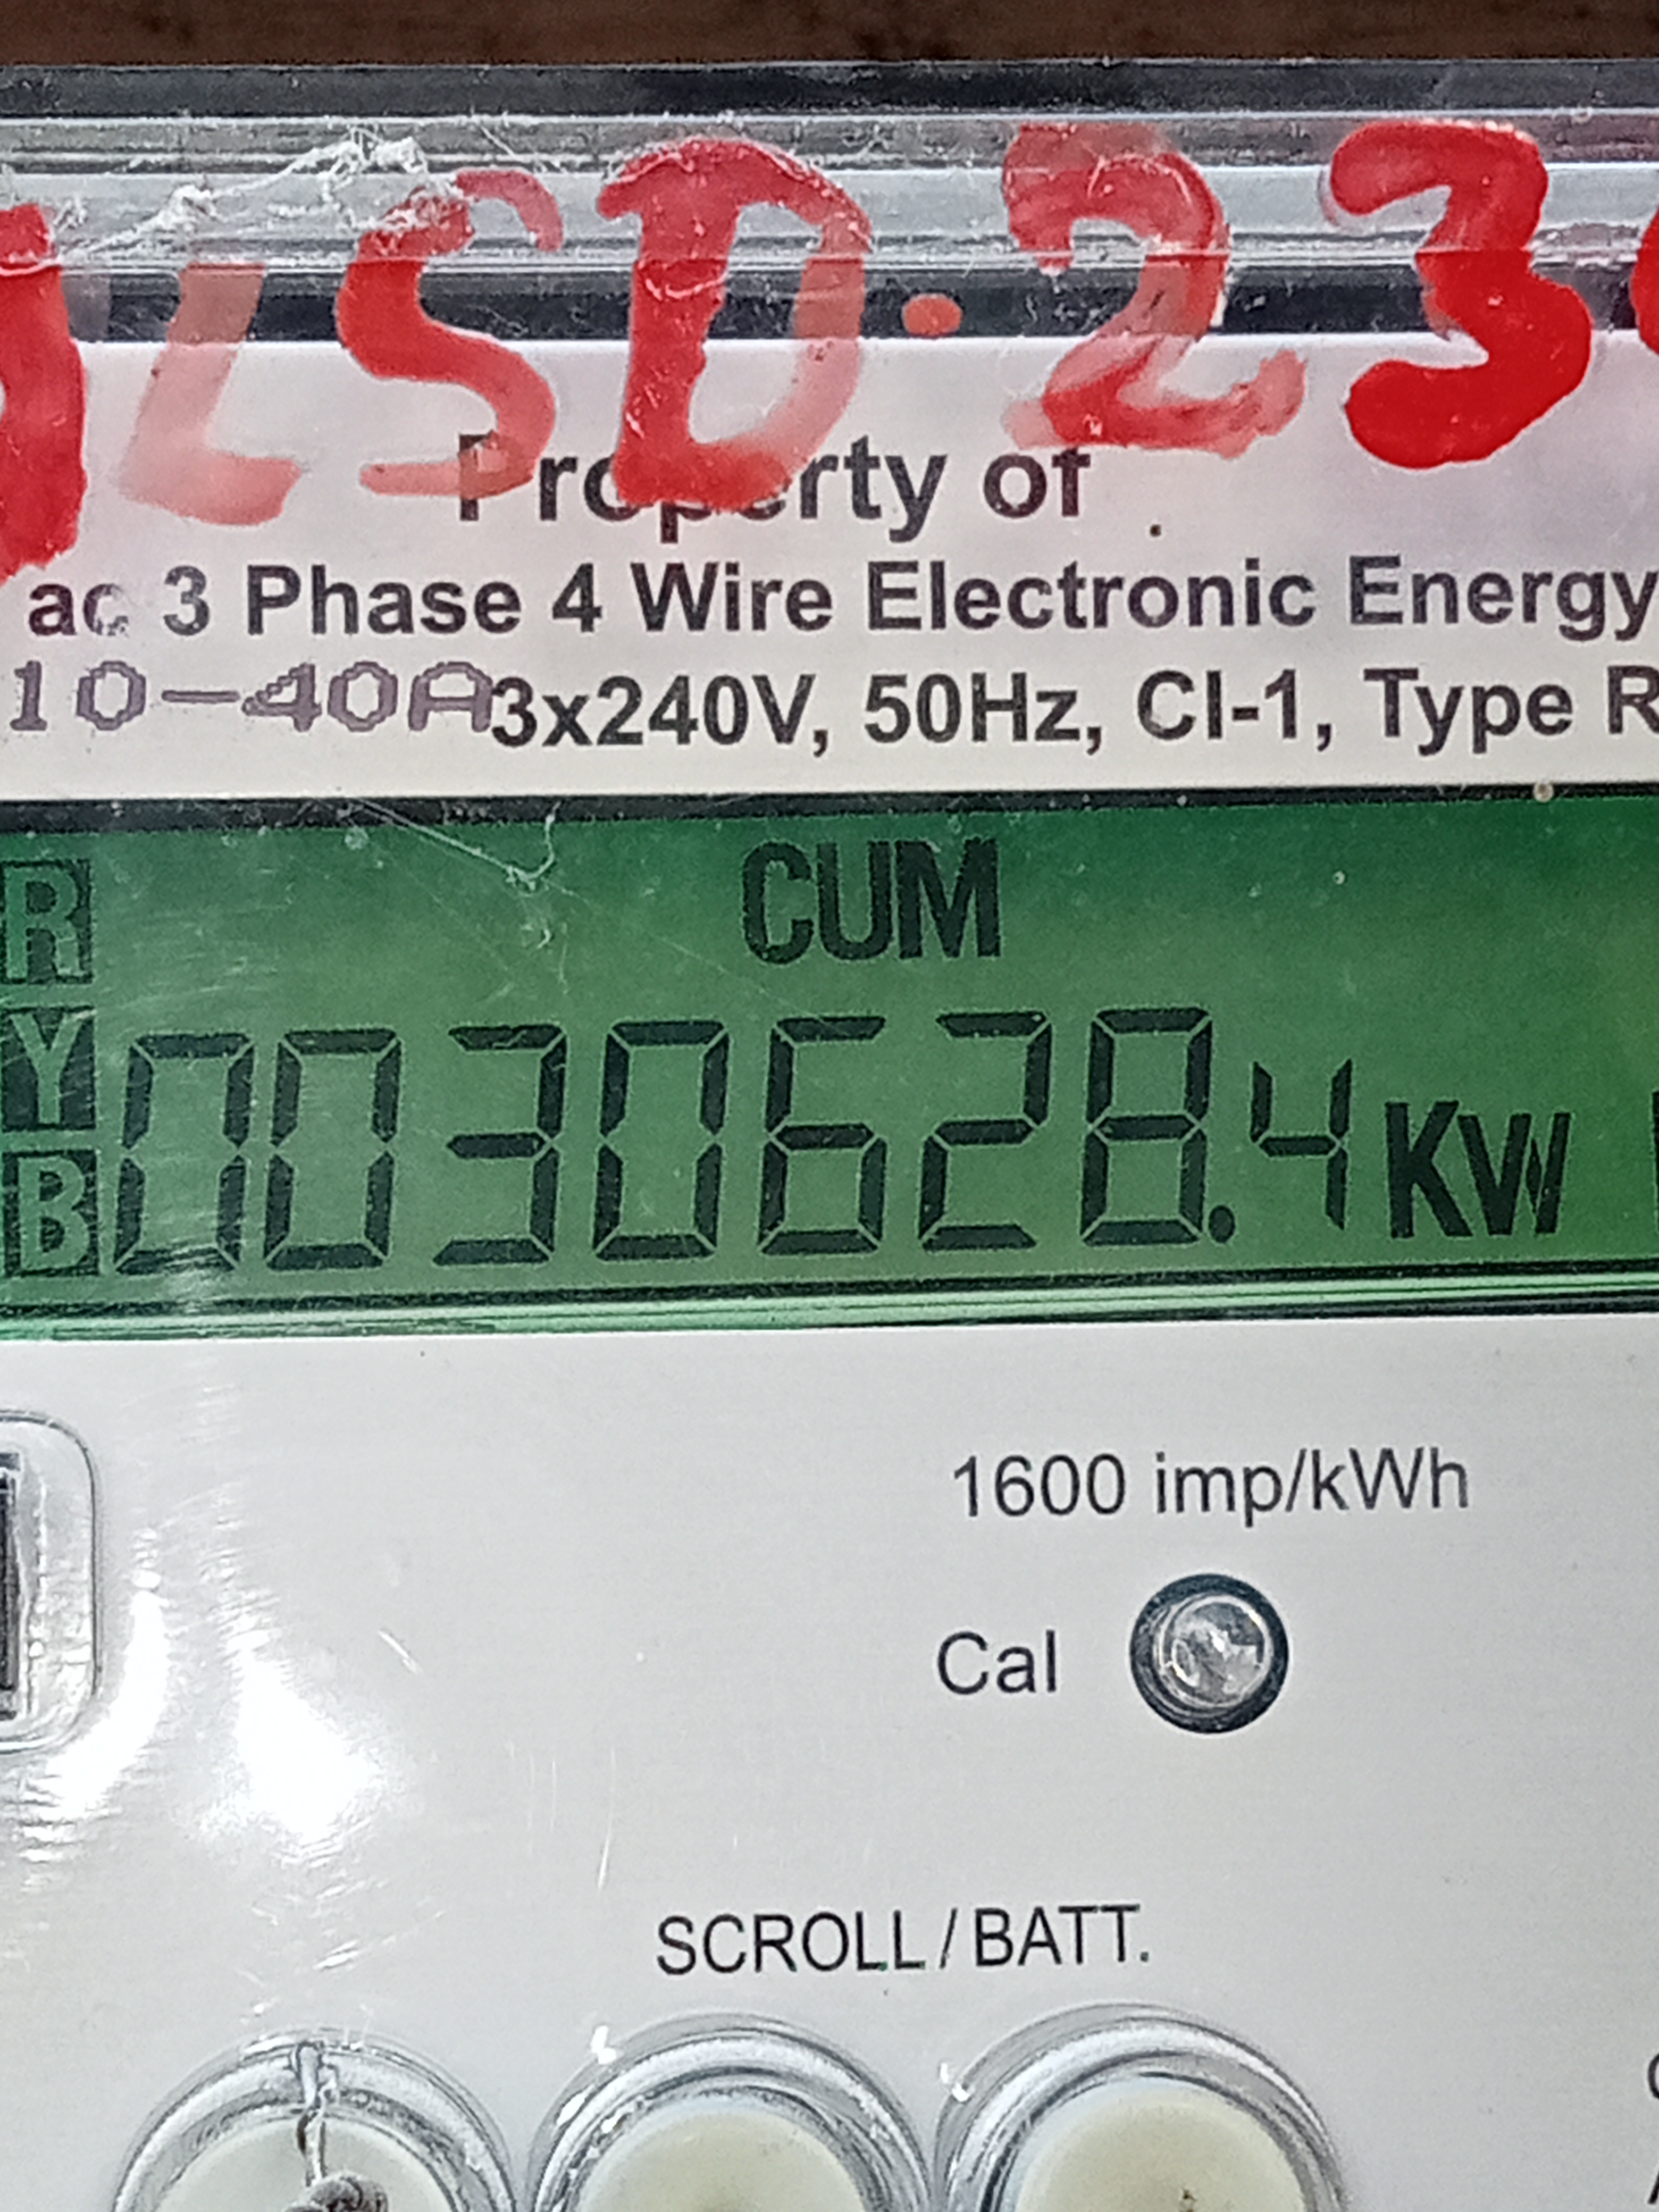 LSD.23
Property of
ac 3 Phase 4 Wire Electronic Energy
10-40A 3x240V, 50Hz, Cl-1, Type R
CUM
R
Y
B
0030628.4 KW
1600 imp/kWh
Cal
SCROLL / BATT.